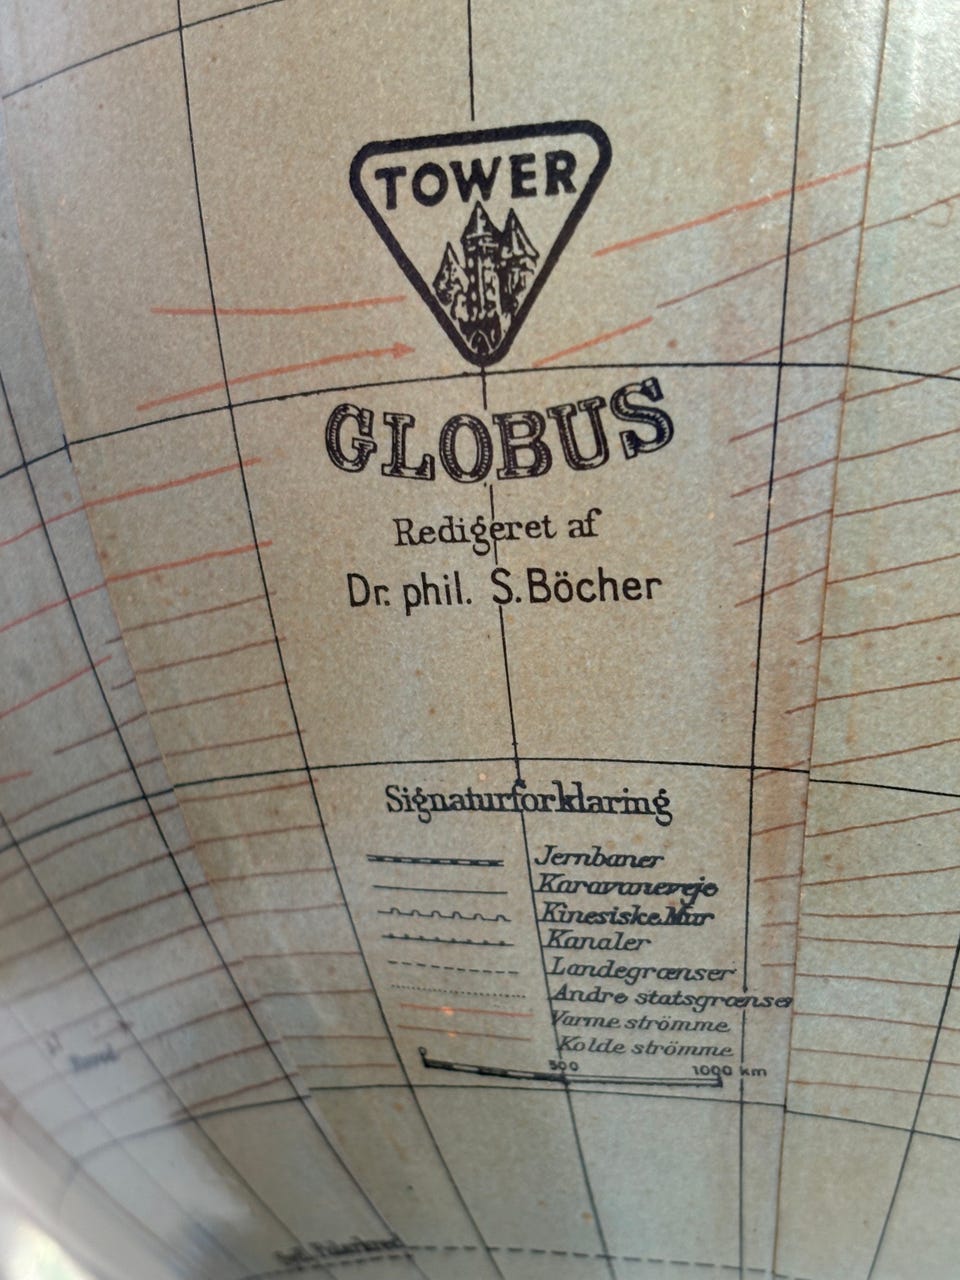 TOWER
GLOBUS
Redigeret af
Dr. phil. S. Böcher
Signaturforklaring
Jernbaner
Karavaneveje
Kinesiske Mur
Kanaler
Landegrænser
Andre statsgrænser
Varme strömme
Kolde strömme
0 500 1000 km